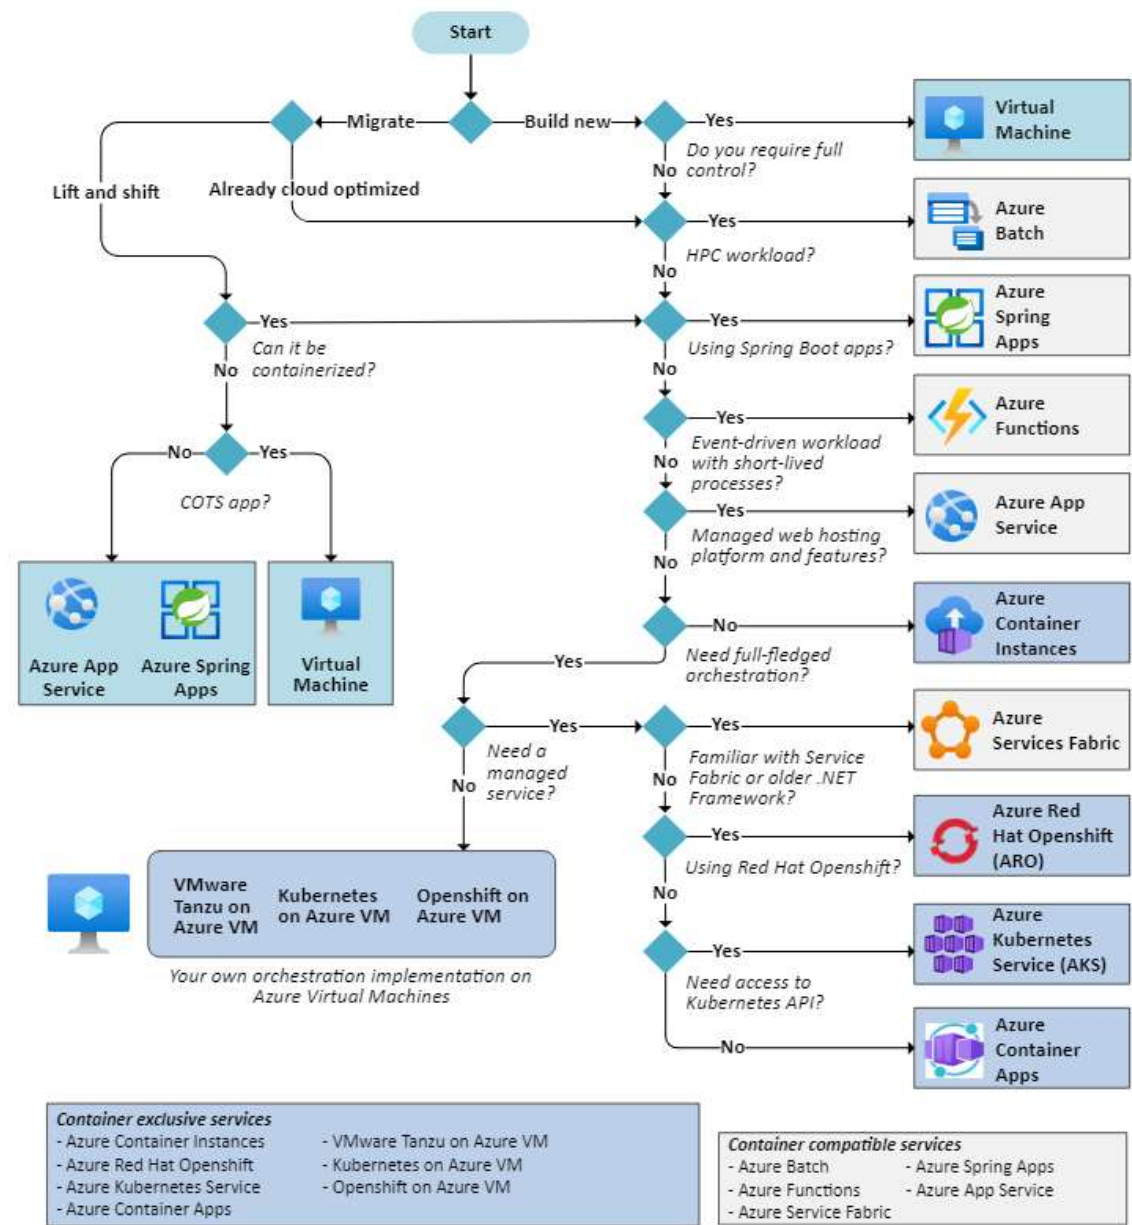 Start
Migrate
Build new
Yes
Virtual
Machine
Do you require full
control?
No
Lift and shift
Already cloud optimized
Yes
Azure
Batch
HPC workload?
No
Yes
Can it be
containerized?
No
Yes
Azure
Spring
Apps
Using Spring Boot apps?
No
Yes
Azure
Functions
Event-driven workload
with short-lived
processes?
No
No
Yes
COTS app?
Yes
Azure App
Service
Managed web hosting
platform and features?
No
Azure App
Service
Azure Spring
Apps
Virtual
Machine
No
Azure
Container
Instances
Need full-fledged
orchestration?
Yes
Yes
Need a
managed
service?
No
Yes
Azure
Services Fabric
Familiar with Service
Fabric or older .NET
Framework?
No
Yes
Azure Red
Hat Openshift
(ARO)
Using Red Hat Openshift?
No
VMware
Tanzu on
Azure VM
Kubernetes
on Azure VM
Openshift on
Azure VM
Your own orchestration implementation on
Azure Virtual Machines
Yes
Azure
Kubernetes
Service (AKS)
Need access to
Kubernetes API?
No
Azure
Container
Apps
Container exclusive services
- Azure Container Instances
- Azure Red Hat Openshift
- Azure Kubernetes Service
- Azure Container Apps
- VMware Tanzu on Azure VM
- Kubernetes on Azure VM
- Openshift on Azure VM
Container compatible services
- Azure Batch
- Azure Functions
- Azure Service Fabric
- Azure Spring Apps
- Azure App Service